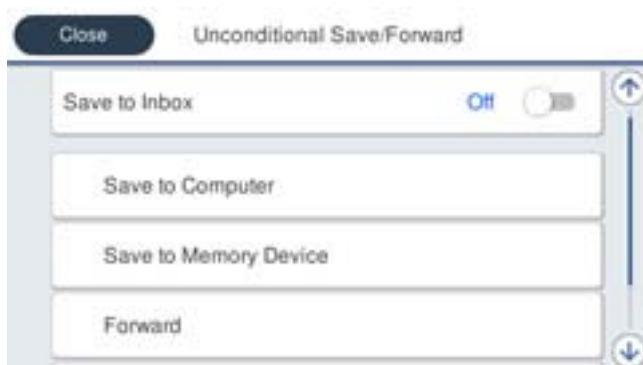 Close
Unconditional Save/Forward
Save to Inbox Off
Save to Computer
Save to Memory Device
Forward